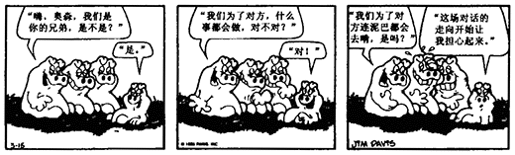 “嗨,奥森,我们是
你的兄弟,是不是?”
“是。”
“我们为了对方,什么
事都会做,对不对?”
“对!”
“我们为了对
方连泥巴都会
去啃,是吗?”
“这场对话的
走向开始让
我担心起来。”
3-15
JIM DAVIS